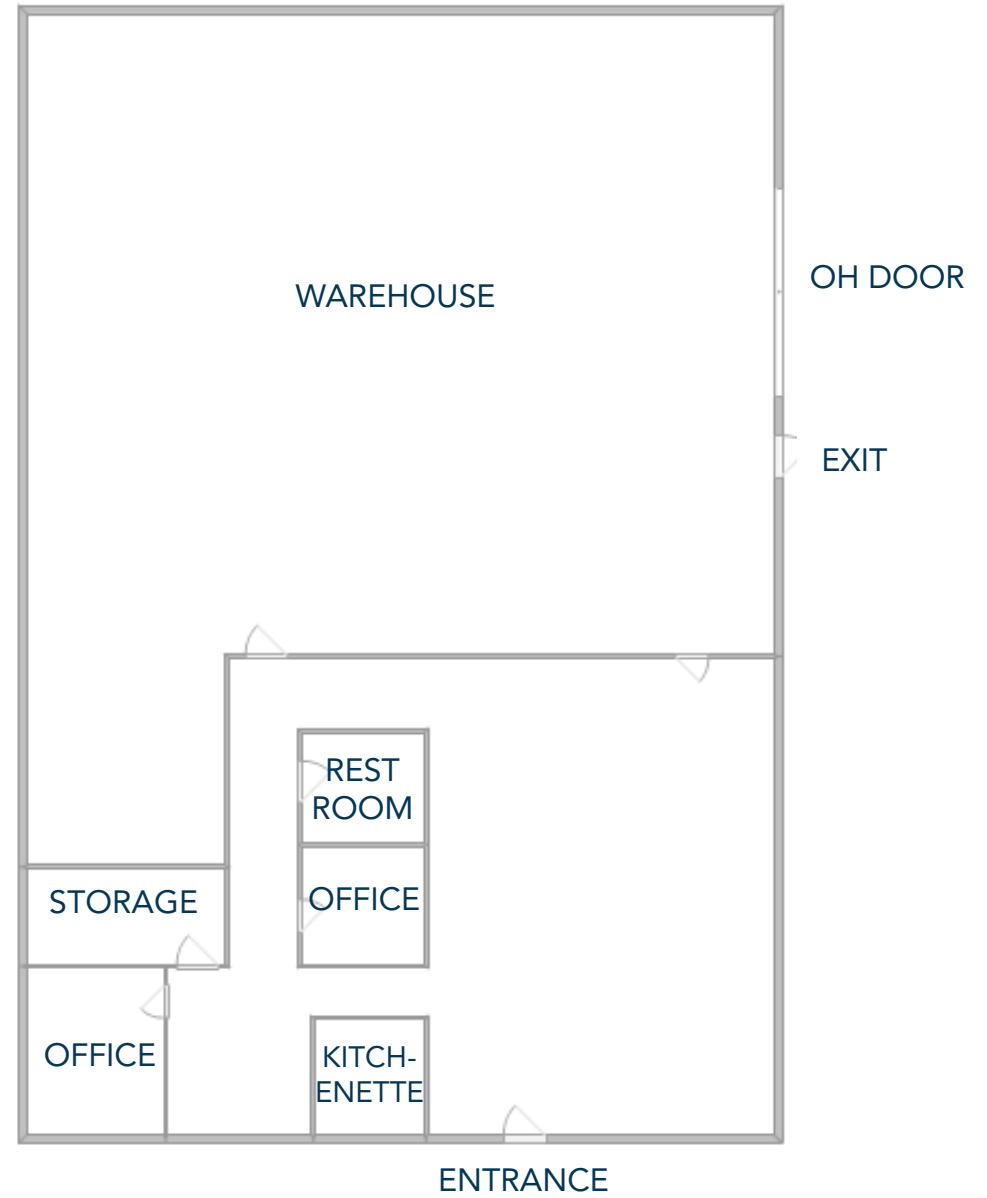 OH DOOR
WAREHOUSE
EXIT
REST
ROOM
OFFICE
STORAGE
OFFICE
KITCH-
ENETTE
ENTRANCE